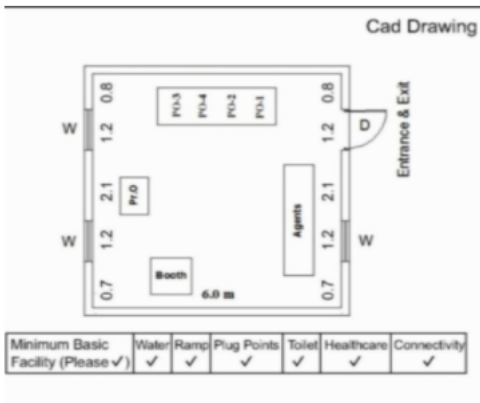 Cad Drawing
0.8
0.8
PO-3
PO-4
PO-2
PO-1
W
1.2
1.2
D
Entrance & Exit
2.1
Pr.O
2.1
Agents
W
1.2
1.2
W
Booth
0.7
6.0 m
0.7
Minimum Basic Facility (Please ✓)
Water ✓
Ramp ✓
Plug Points ✓
Toilet ✓
Healthcare ✓
Connectivity ✓